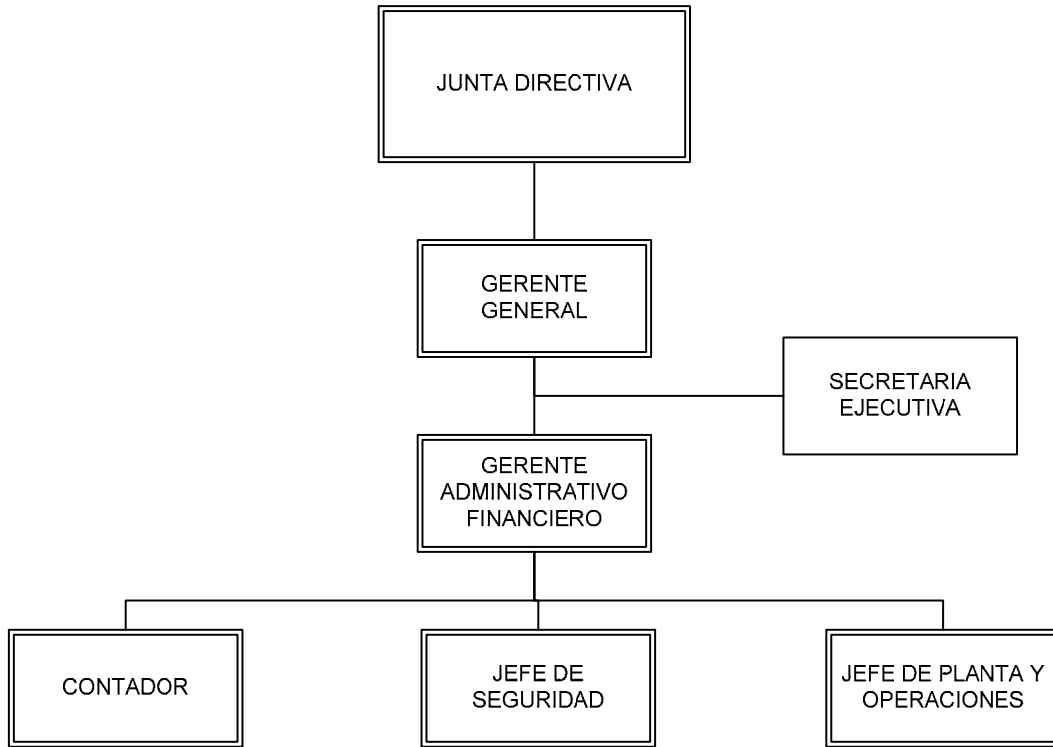 JUNTA DIRECTIVA
GERENTE
GENERAL
SECRETARIA
EJECUTIVA
GERENTE
ADMINISTRATIVO
FINANCIERO
CONTADOR
JEFE DE
SEGURIDAD
JEFE DE PLANTA Y
OPERACIONES